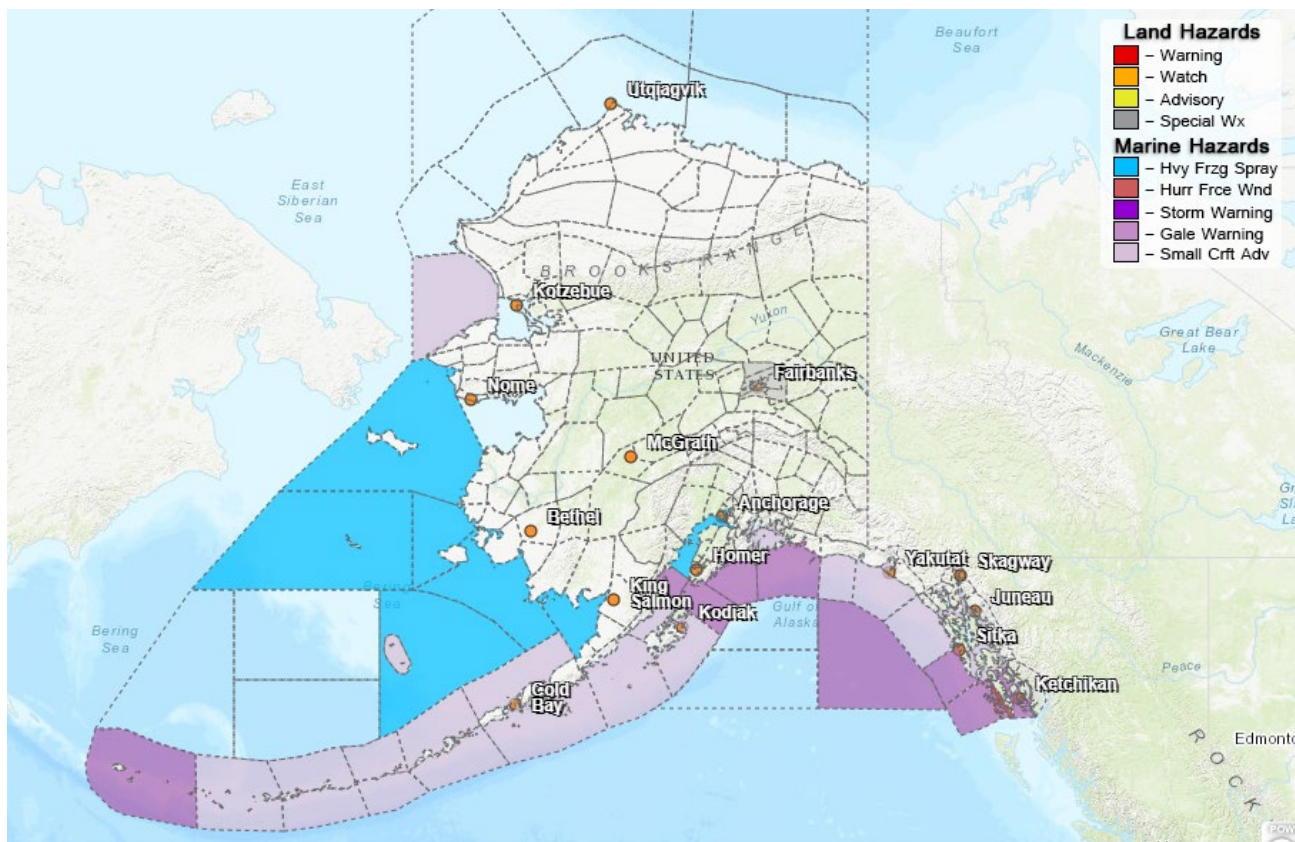 Land Hazards
– Warning
– Watch
– Advisory
– Special Wx
Marine Hazards
– Hvy Frzg Spray
– Hurr Frce Wnd
– Storm Warning
– Gale Warning
– Small Crft Adv
Beaufort
Sea
Utqiagvik
East
Siberian
Sea
BROOKS RANGE
Kotzebue
Yukon
Great Bear
Lake
Mackenzie
UNITED
STATES
Fairbanks
Nome
McGrath
Anchorage
Bethel
Homer
Yakutat
Skagway
King
Salmon
Kodiak
Gulf of
Alaska
Juneau
Bering
Sea
Bering
Sea
Sitka
Peace
Ketchikan
Cold
Bay
ROCK
Edmonto